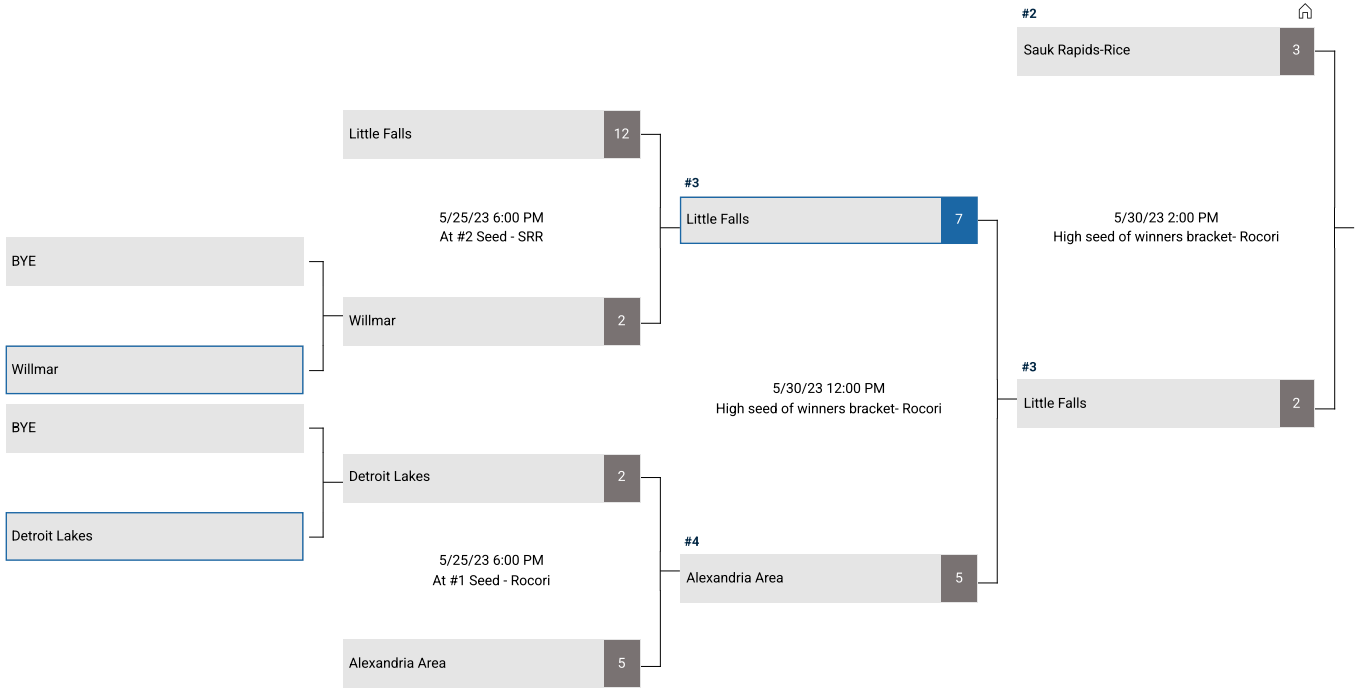 BYE
Willmar
BYE
Detroit Lakes
Little Falls
12
5/25/23 6:00 PM
At #2 Seed - SRR
Willmar
2
Detroit Lakes
2
5/25/23 6:00 PM
At #1 Seed - Rocori
Alexandria Area
5
#3
Little Falls
7
5/30/23 12:00 PM
High seed of winners bracket- Rocori
#4
Alexandria Area
5
#2
Sauk Rapids-Rice
3
5/30/23 2:00 PM
High seed of winners bracket- Rocori
#3
Little Falls
2